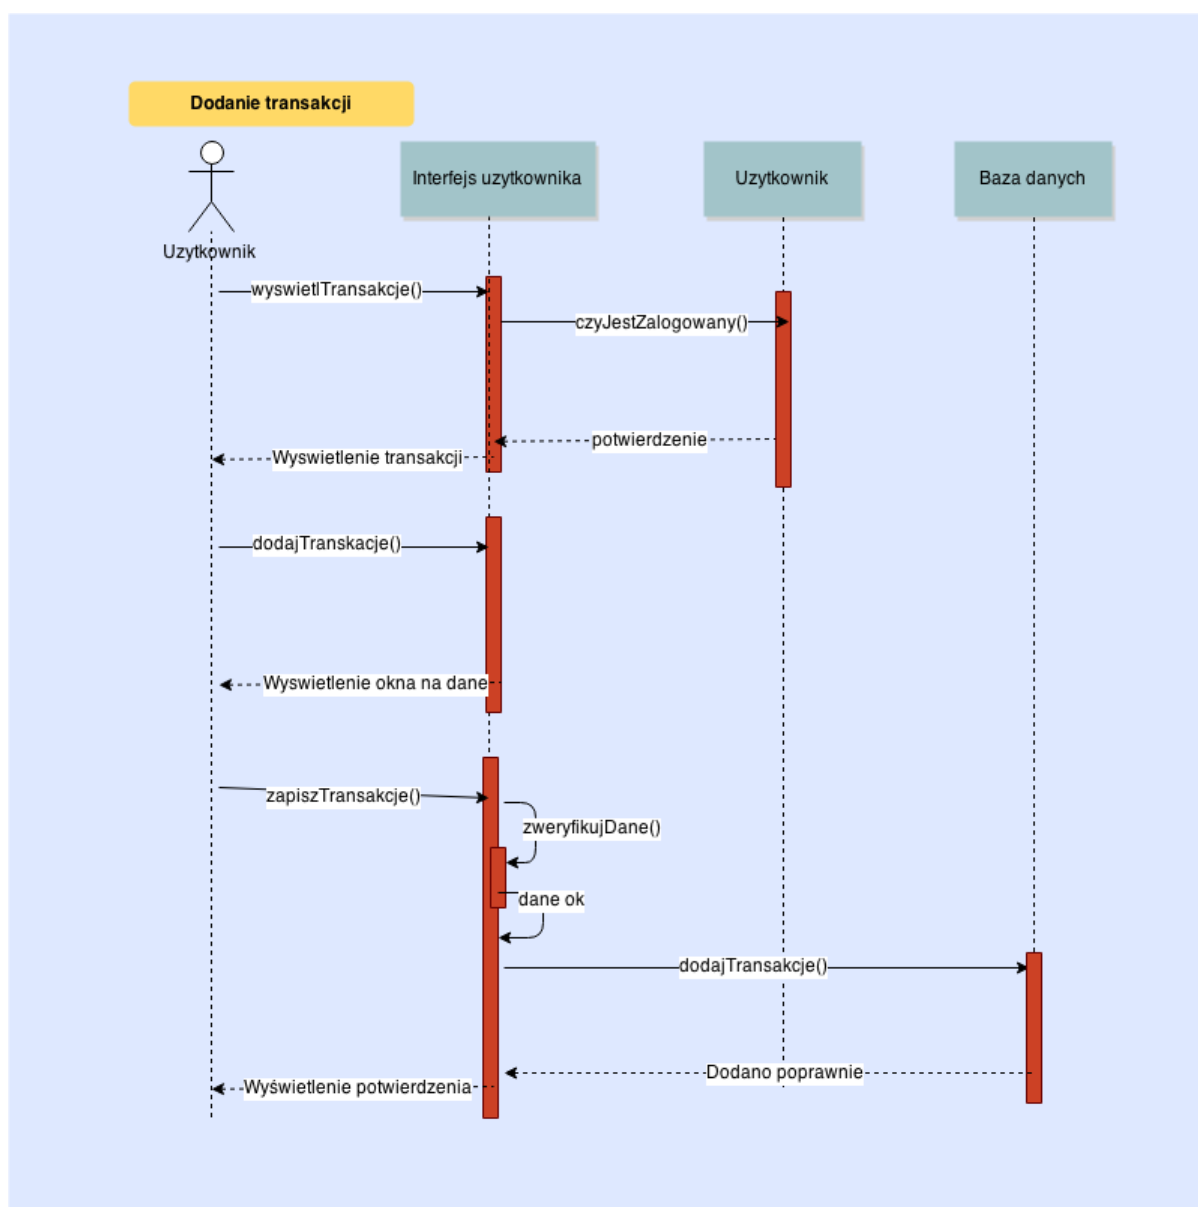 Dodanie transakcji
Interfejs uzytkownika
Uzytkownik
Baza danych
Uzytkownik
wyswietlTransakcje()
czyJestZalogowany()
potwierdzenie
Wyswietlenie transakcji
dodajTranskacje()
Wyswietlenie okna na dane
zapiszTransakcje()
zweryfikujDane()
dane ok
dodajTransakcje()
Dodano poprawnie
Wyświetlenie potwierdzenia